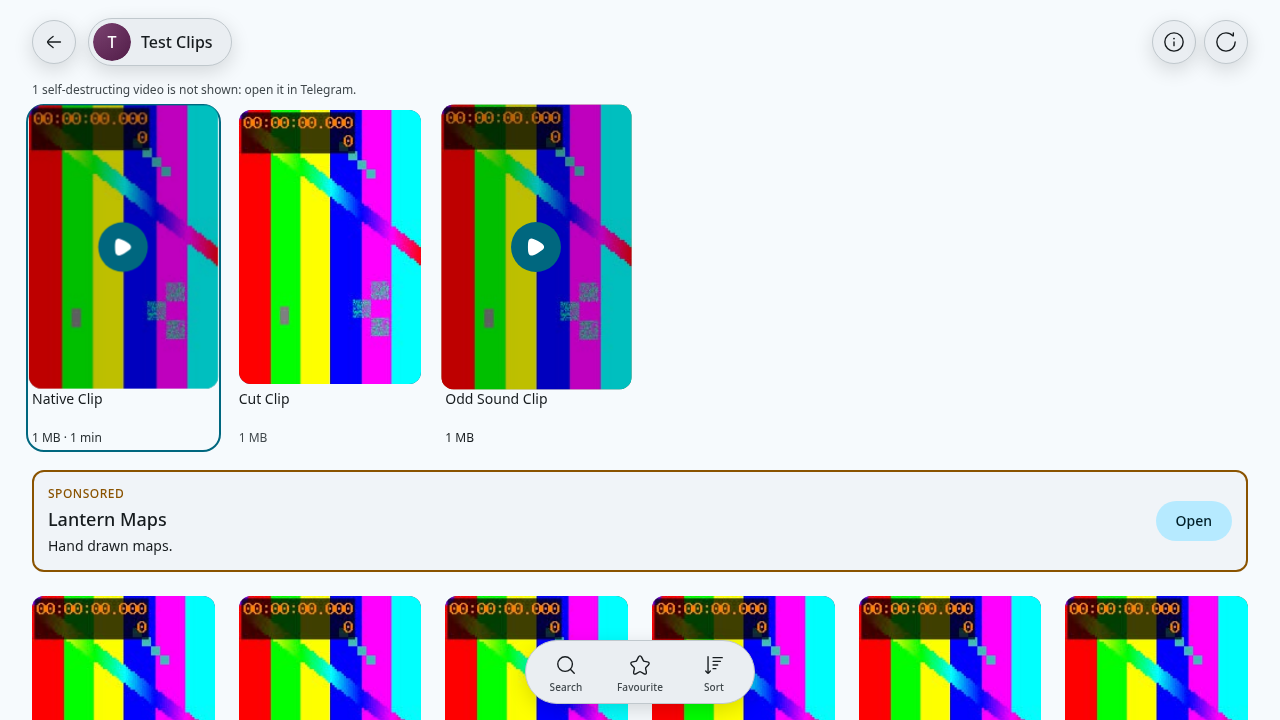 T
Test Clips
1 self-destructing video is not shown: open it in Telegram.
00:00:00.000
0
00:00:00.000
0
00:00:00.000
0
Native Clip
Cut Clip
Odd Sound Clip
1 MB · 1 min
1 MB
1 MB
SPONSORED
Lantern Maps
Hand drawn maps.
Open
00:00:00.000
0
00:00:00.000
0
00:00:00.000
0
00:00:00.000
0
00:00:00.000
0
00:00:00.000
0
Search
Favourite
Sort